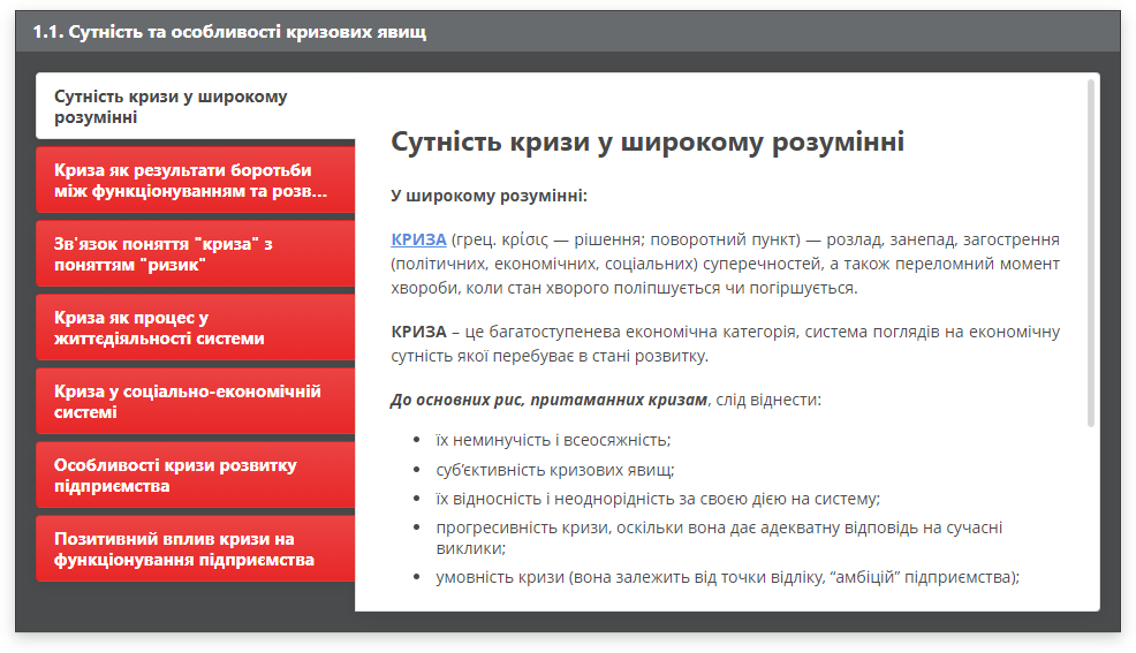 1.1. Сутність та особливості кризових явищ
Сутність кризи у широкому
розумінні
Криза як результати боротьби
між функціонуванням та розв...
Зв'язок поняття "криза" з
поняттям "ризик"
Криза як процес у
життєдіяльності системи
Криза у соціально-економічній
системі
Особливості кризи розвитку
підприємства
Позитивний вплив кризи на
функціонування підприємства
Сутність кризи у широкому розумінні
У широкому розумінні:
КРИЗА (грец. κρίσις — рішення; поворотний пункт) — розлад, занепад, загострення
(політичних, економічних, соціальних) суперечностей, а також переломний момент
хвороби, коли стан хворого поліпшується чи погіршується.
КРИЗА – це багатоступенева економічна категорія, система поглядів на економічну
сутність якої перебуває в стані розвитку.
До основних рис, притаманних кризам, слід віднести:
• їх неминучість і всеосяжність;
• суб’єктивність кризових явищ;
• їх відносність і неоднорідність за своєю дією на систему;
• прогресивність кризи, оскільки вона дає адекватну відповідь на сучасні
виклики;
• умовність кризи (вона залежить від точки відліку, “амбіцій” підприємства);